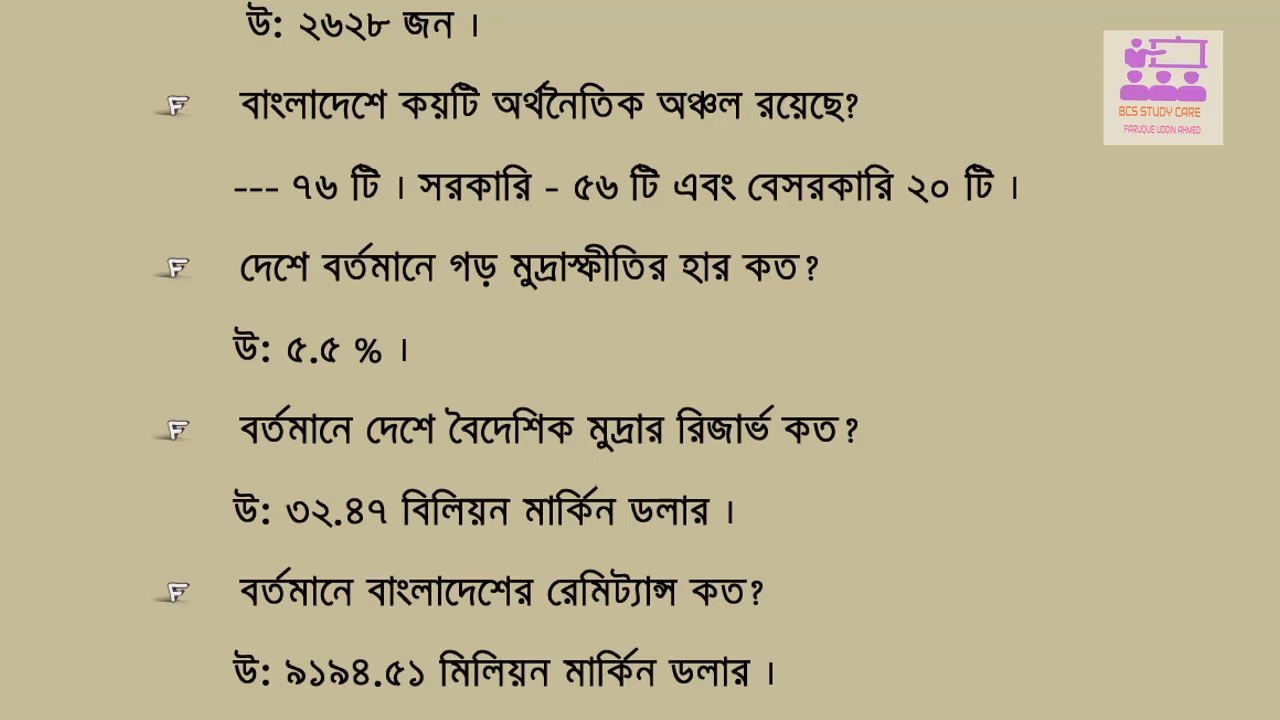 উ: ২৬২৮ জন ।
বাংলাদেশে কয়টি অর্থনৈতিক অঞ্চল রয়েছে?
--- ৭৬ টি । সরকারি - ৫৬ টি এবং বেসরকারি ২০ টি ।
দেশে বর্তমানে গড় মুদ্রাস্ফীতির হার কত?
উ: ৫.৫ % ।
বর্তমানে দেশে বৈদেশিক মুদ্রার রিজার্ভ কত?
উ: ৩২.৪৭ বিলিয়ন মার্কিন ডলার ।
বর্তমানে বাংলাদেশের রেমিট্যান্স কত?
উ: ৯১৯৪.৫১ মিলিয়ন মার্কিন ডলার ।
BCS STUDY CARE
FARUQUE UDDIN AHMED